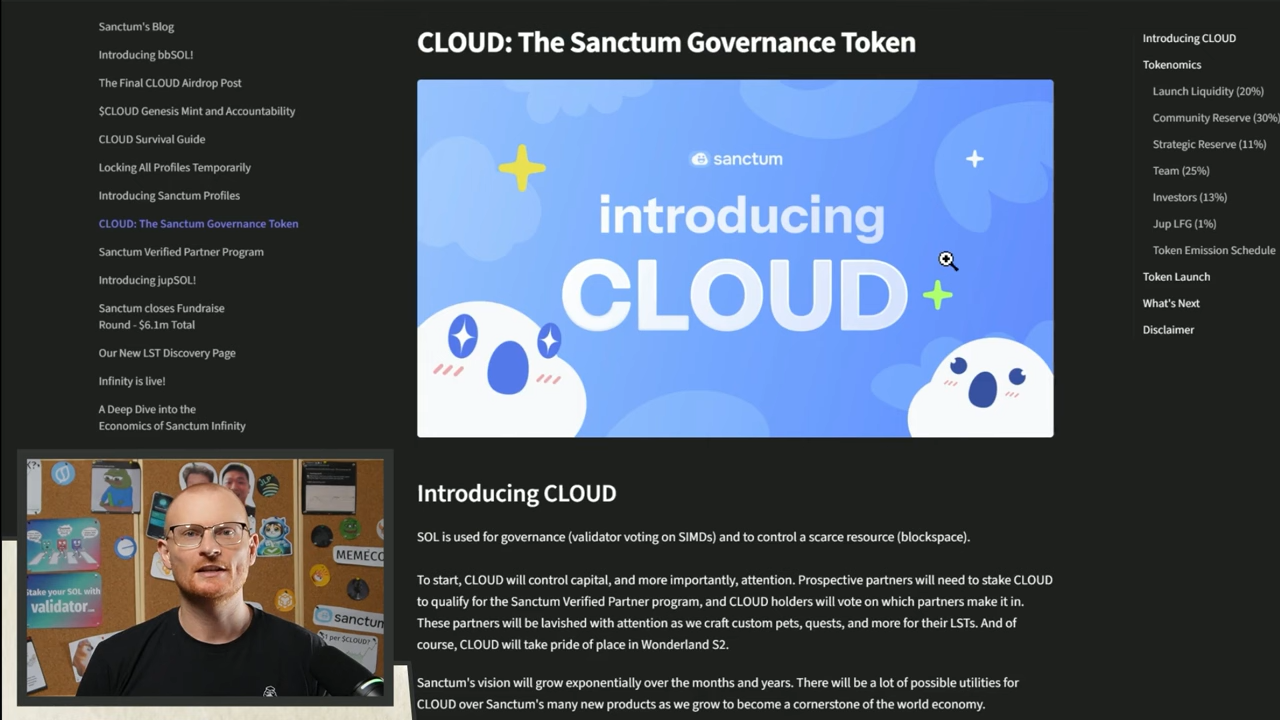 Sanctum's Blog
Introducing bbSOL!
The Final CLOUD Airdrop Post
$CLOUD Genesis Mint and Accountability
CLOUD Survival Guide
Locking All Profiles Temporarily
Introducing Sanctum Profiles
CLOUD: The Sanctum Governance Token
Sanctum Verified Partner Program
Introducing jupSOL!
Sanctum closes Fundraise
Round - $6.1m Total
Our New LST Discovery Page
Infinity is live!
A Deep Dive into the
Economics of Sanctum Infinity
CLOUD: The Sanctum Governance Token
sanctum
introducing
CLOUD
Introducing CLOUD
SOL is used for governance (validator voting on SIMDs) and to control a scarce resource (blockspace).
To start, CLOUD will control capital, and more importantly, attention. Prospective partners will need to stake CLOUD
to qualify for the Sanctum Verified Partner program, and CLOUD holders will vote on which partners make it in.
These partners will be lavished with attention as we craft custom pets, quests, and more for their LSTs. And of
course, CLOUD will take pride of place in Wonderland S2.
Sanctum's vision will grow exponentially over the months and years. There will be a lot of possible utilities for
CLOUD over Sanctum's many new products as we grow to become a cornerstone of the world economy.
Introducing CLOUD
Tokenomics
Launch Liquidity (20%)
Community Reserve (30%)
Strategic Reserve (11%)
Team (25%)
Investors (13%)
Jup LFG (1%)
Token Emission Schedule
Token Launch
What's Next
Disclaimer
JLP
MEMECO
stake your SOL with
validator...
sanctum
$1 per $CLOUD?